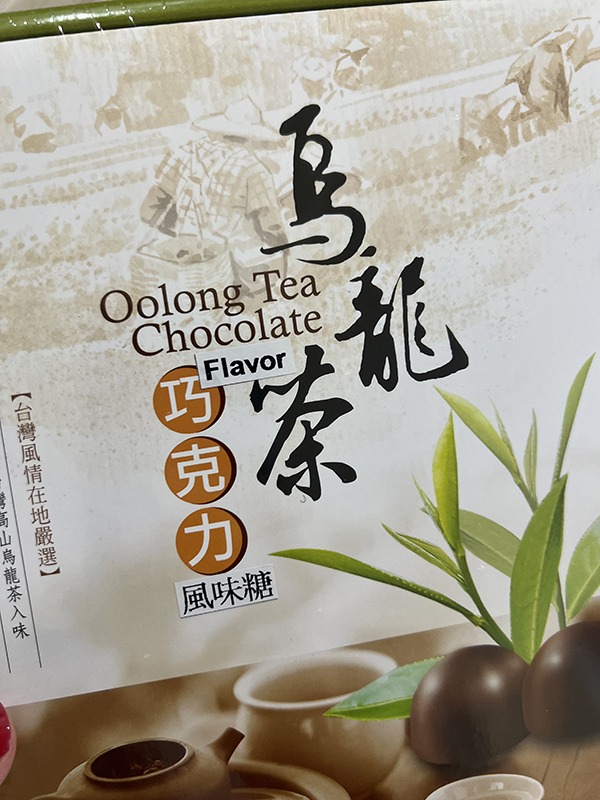 烏龍茶
Oolong Tea
Chocolate
Flavor
巧克力
風味糖
【台灣風情在地嚴選】
高山烏龍茶入味